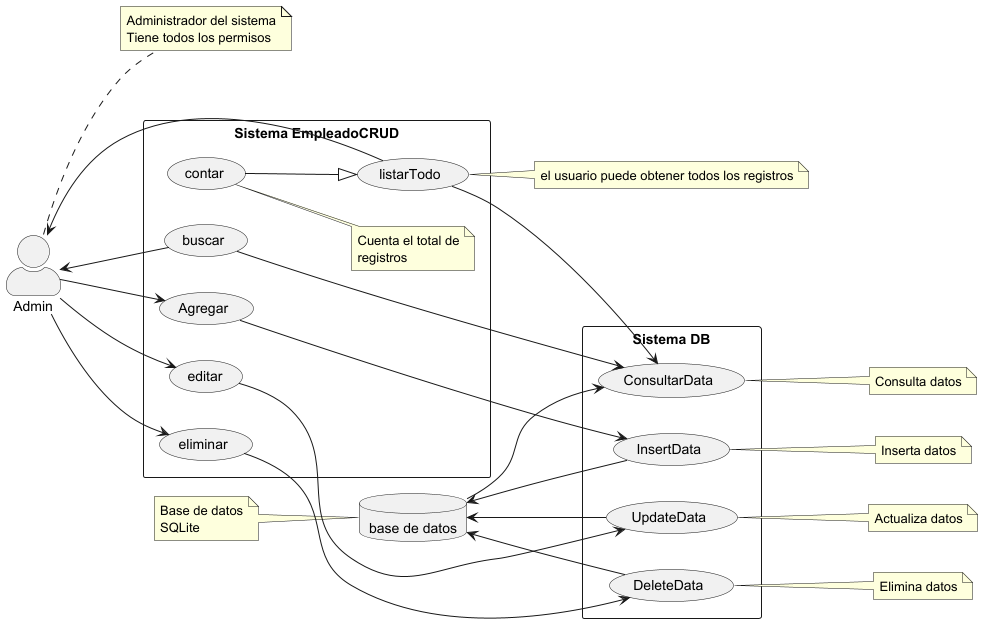 Administrador del sistema
Tiene todos los permisos
Sistema EmpleadoCRUD
contar
listarTodo
el usuario puede obtener todos los registros
buscar
Cuenta el total de
registros
Admin
Agregar
editar
eliminar
Sistema DB
ConsultarData
Consulta datos
InsertData
Inserta datos
Base de datos
SQLite
base de datos
UpdateData
Actualiza datos
DeleteData
Elimina datos